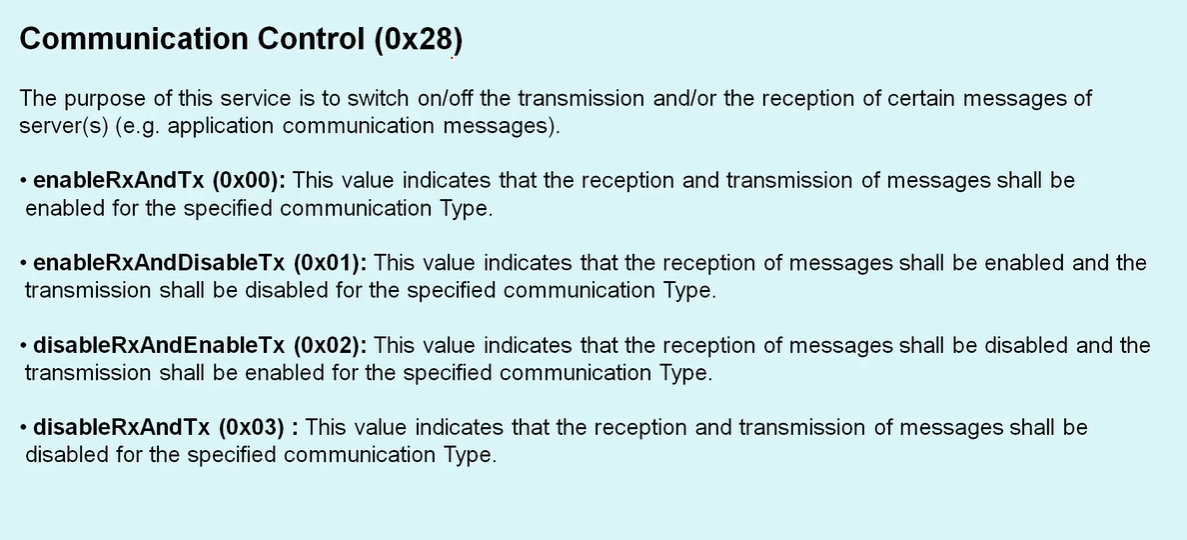 Communication Control (0x28)
The purpose of this service is to switch on/off the transmission and/or the reception of certain messages of
server(s) (e.g. application communication messages).
• enableRxAndTx (0x00): This value indicates that the reception and transmission of messages shall be
enabled for the specified communication Type.
• enableRxAndDisableTx (0x01): This value indicates that the reception of messages shall be enabled and the
transmission shall be disabled for the specified communication Type.
• disableRxAndEnableTx (0x02): This value indicates that the reception of messages shall be disabled and the
transmission shall be enabled for the specified communication Type.
• disableRxAndTx (0x03) : This value indicates that the reception and transmission of messages shall be
disabled for the specified communication Type.